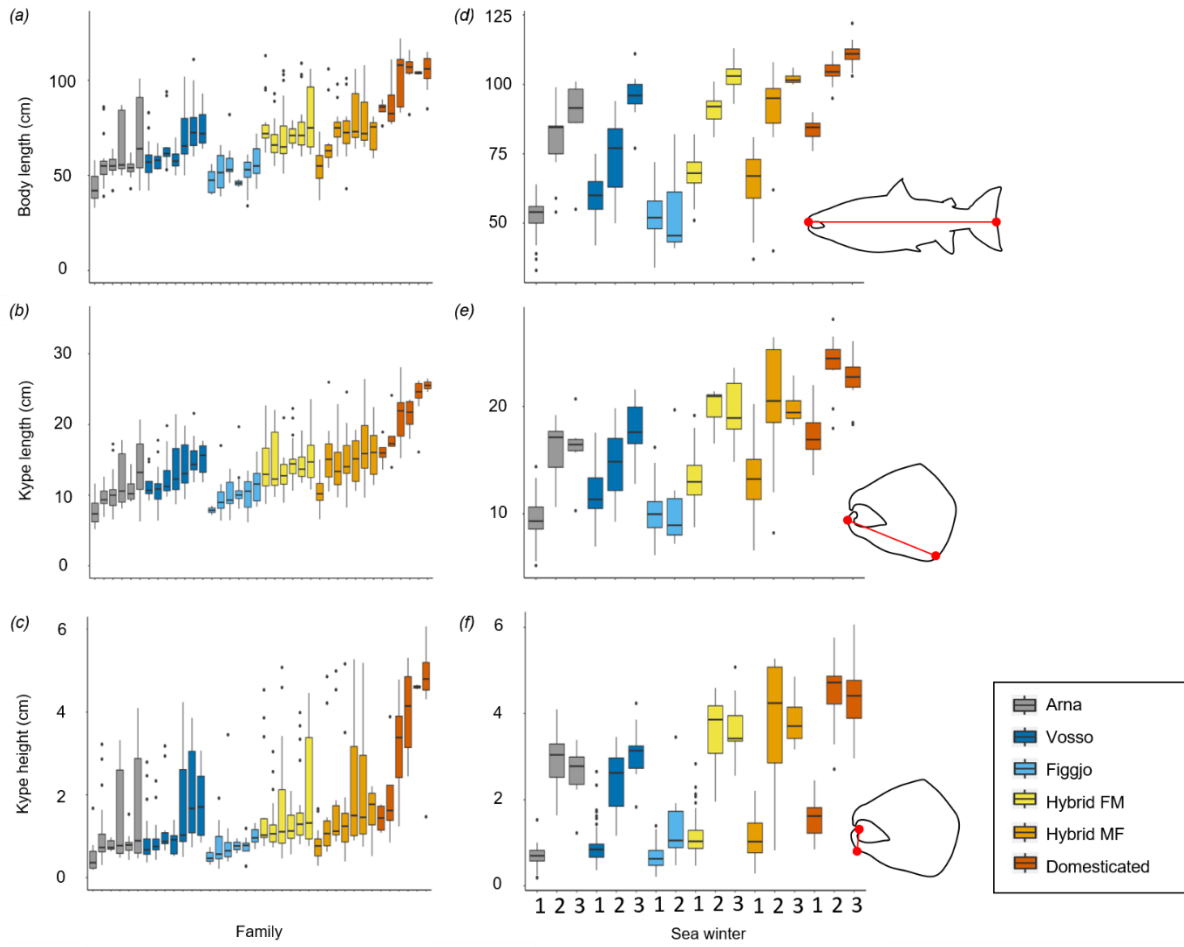 (a)
Body length (cm)
100
50
0
(b)
Kype length (cm)
30
20
10
0
(c)
Kype height (cm)
6
4
2
0
Family
(d)
125
100
75
50
(e)
20
10
(f)
6
4
2
0
1 2 3 1 2 3 1 2 1 2 3 1 2 3 1 2 3
Sea winter
Arna
Vosso
Figgjo
Hybrid FM
Hybrid MF
Domesticated